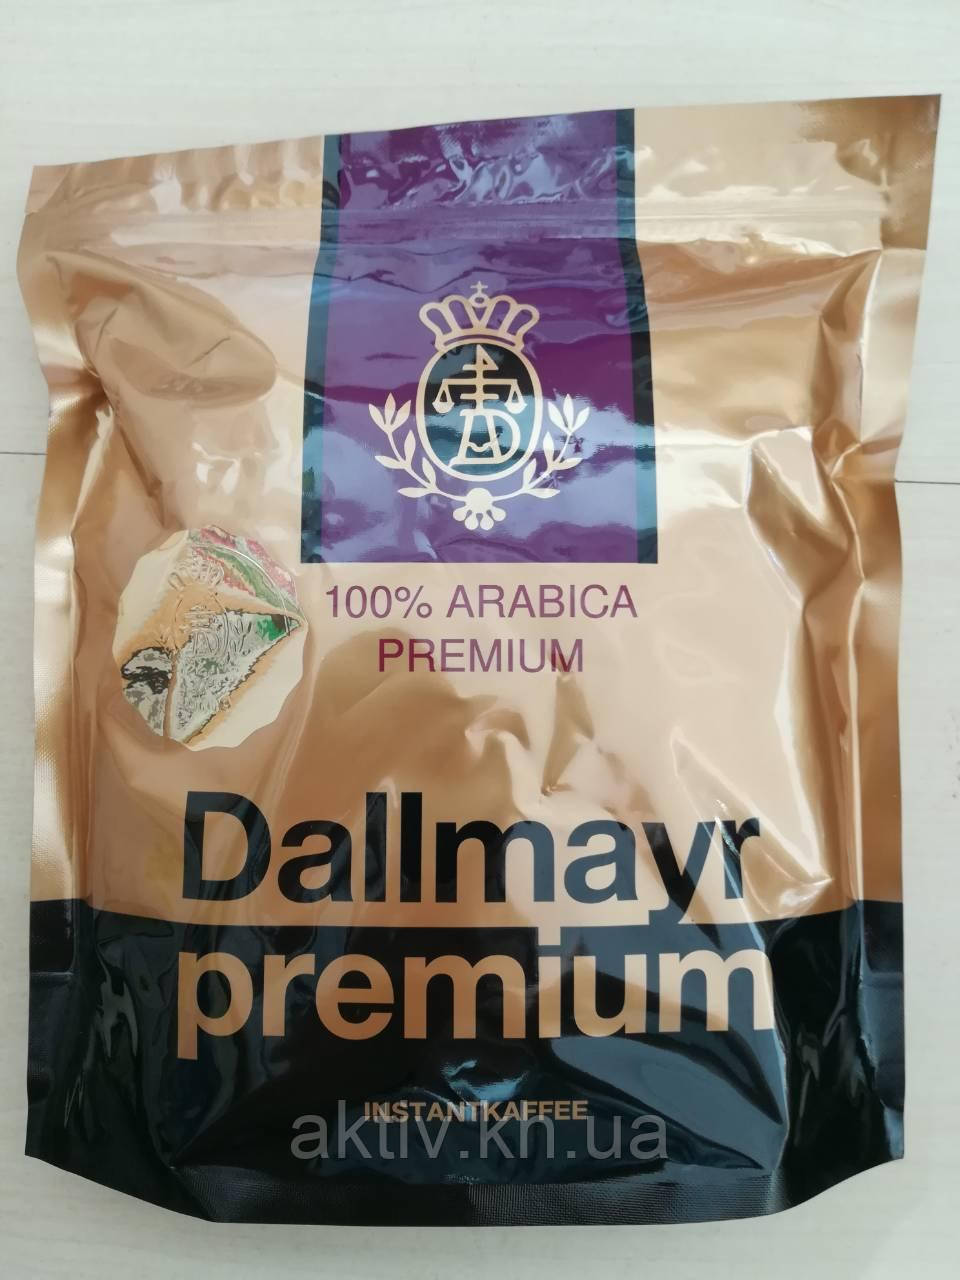 100% ARABICA
PREMIUM
Dallmayr
premium
INSTANTKAFFEE
aktiv.kn.ua